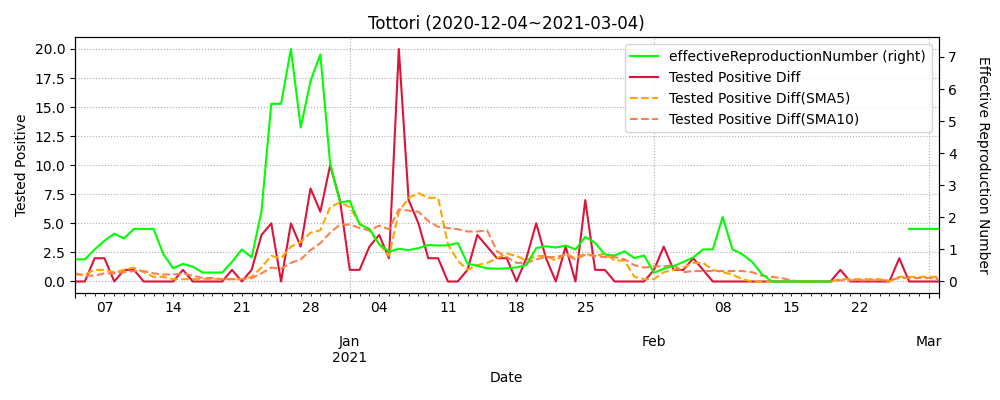 Tottori (2020-12-04~2021-03-04)
effectiveReproductionNumber (right)
Tested Positive Diff
Tested Positive Diff(SMA5)
Tested Positive Diff(SMA10)
Tested Positive
20.0
17.5
15.0
12.5
10.0
7.5
5.0
2.5
0.0
7
6
5
4
3
2
1
0
Effective Reproduction Number
07 14 21 28 04 11 18 25 08 15 22
Jan Feb Mar
2021
Date